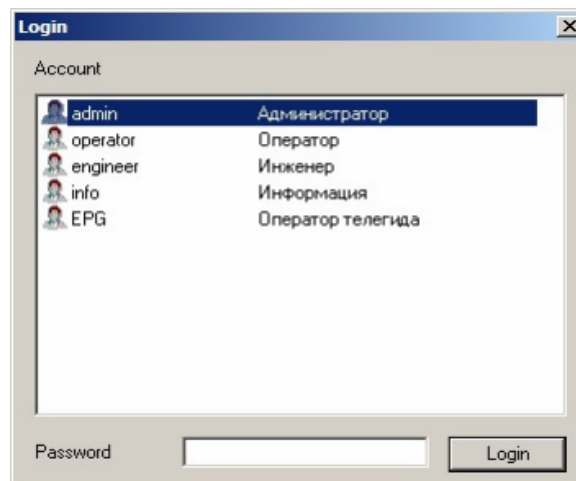 Login
Account
admin Администратор
operator Оператор
engineer Инженер
info Информация
EPG Оператор телегида
Password Login